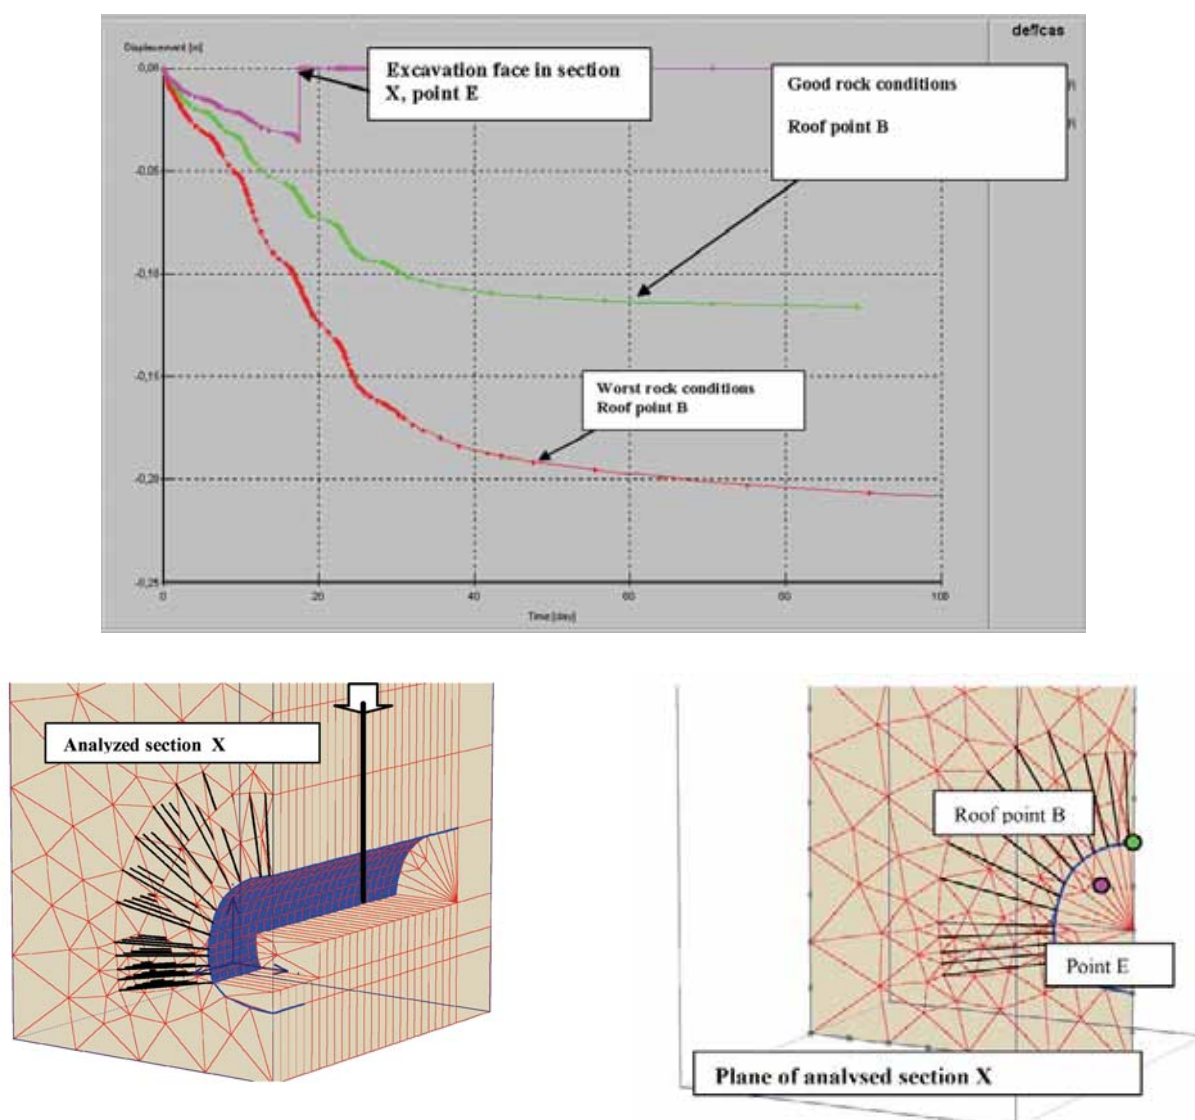 deffcas
Displacement [m]
0,00
-0,05
-0,10
-0,15
-0,20
-0,25
0
20
40
60
80
100
Time [day]
Excavation face in section
X, point E
Good rock conditions
Roof point B
Worst rock conditions
Roof point B
Analyzed section X
Roof point B
Point E
Plane of analysed section X